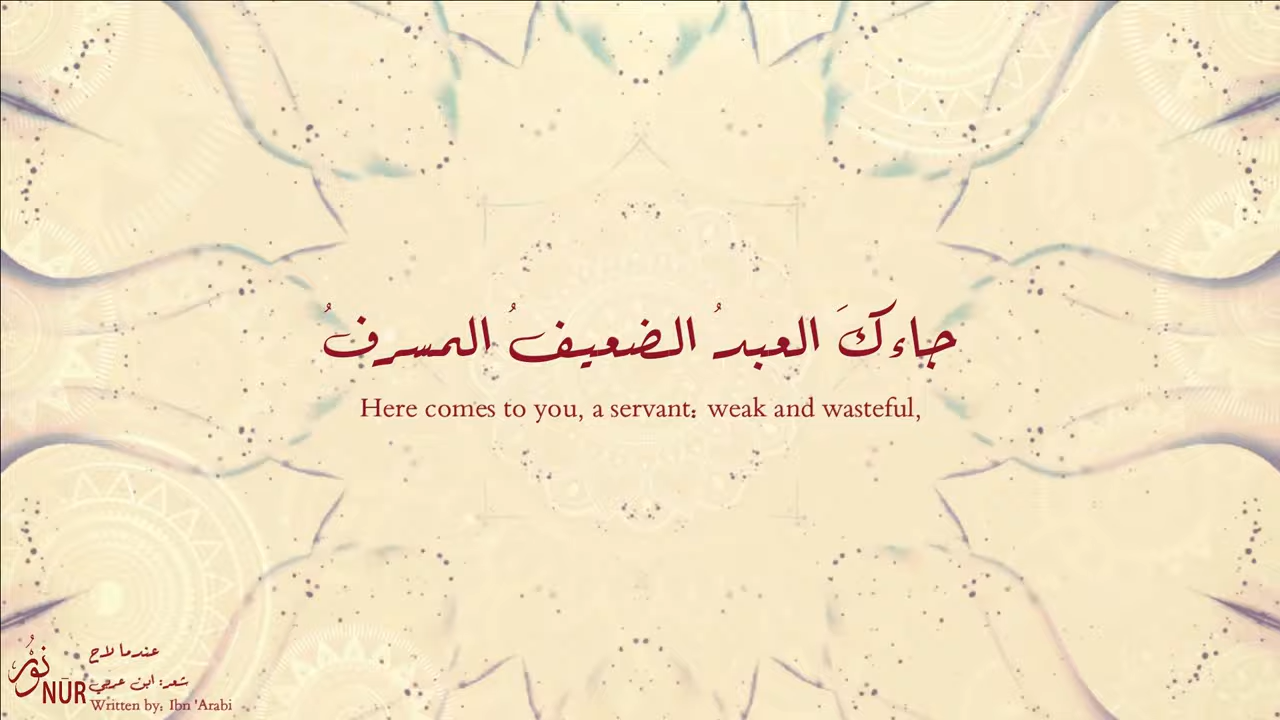 جاءكَ العبدُ الضعيفُ المسرفُ
Here comes to you, a servant: weak and wasteful,
عندما لاح
نُور NŪR
شعر: ابن عربي
Written by: Ibn 'Arabi